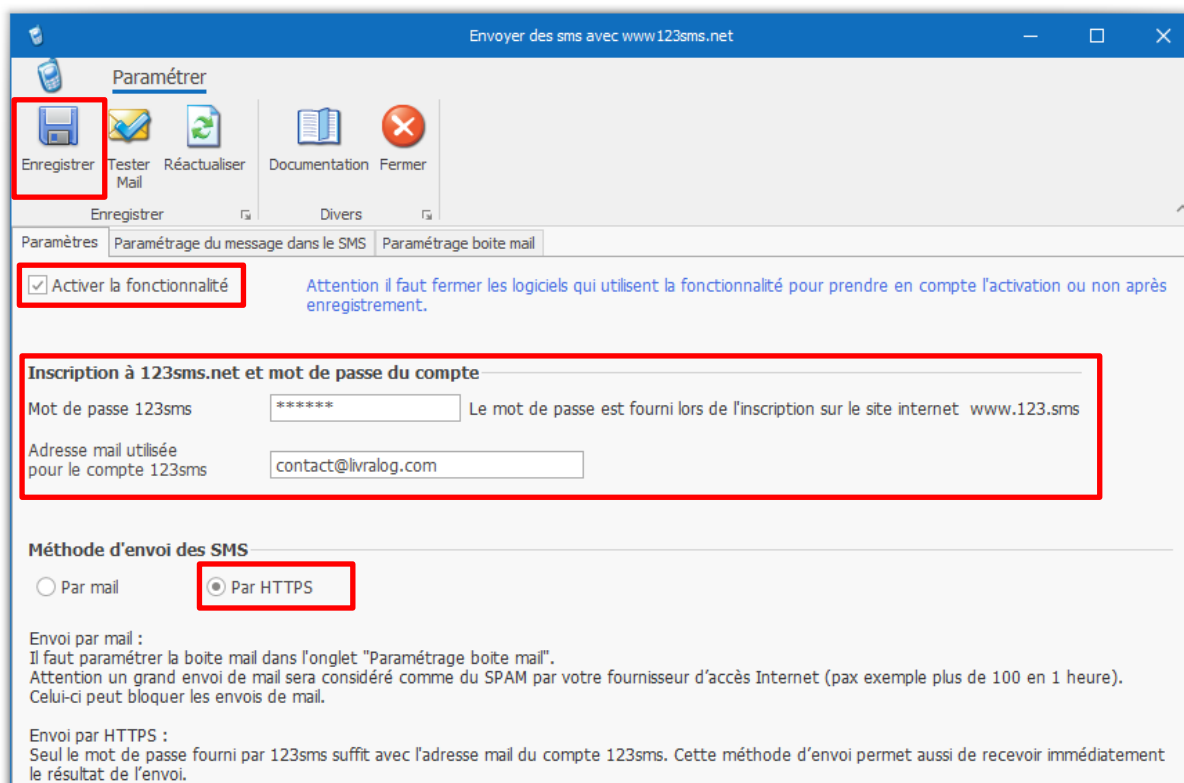 Envoyer des sms avec www123sms.net
Paramétrer
Enregistrer
Tester
Mail
Réactualiser
Documentation
Fermer
Enregistrer
Divers
Paramètres
Paramétrage du message dans le SMS
Paramétrage boite mail
Activer la fonctionnalité
Attention il faut fermer les logiciels qui utilisent la fonctionnalité pour prendre en compte l'activation ou non après
enregistrement.
Inscription à 123sms.net et mot de passe du compte
Mot de passe 123sms
******
Le mot de passe est fourni lors de l'inscription sur le site internet www.123.sms
Adresse mail utilisée
pour le compte 123sms
contact@livralog.com
Méthode d'envoi des SMS
Par mail
Par HTTPS
Envoi par mail :
Il faut paramétrer la boite mail dans l'onglet "Paramétrage boite mail".
Attention un grand envoi de mail sera considéré comme du SPAM par votre fournisseur d’accès Internet (pax exemple plus de 100 en 1 heure).
Celui-ci peut bloquer les envois de mail.
Envoi par HTTPS :
Seul le mot de passe fourni par 123sms suffit avec l'adresse mail du compte 123sms. Cette méthode d’envoi permet aussi de recevoir immédiatement
le résultat de l’envoi.